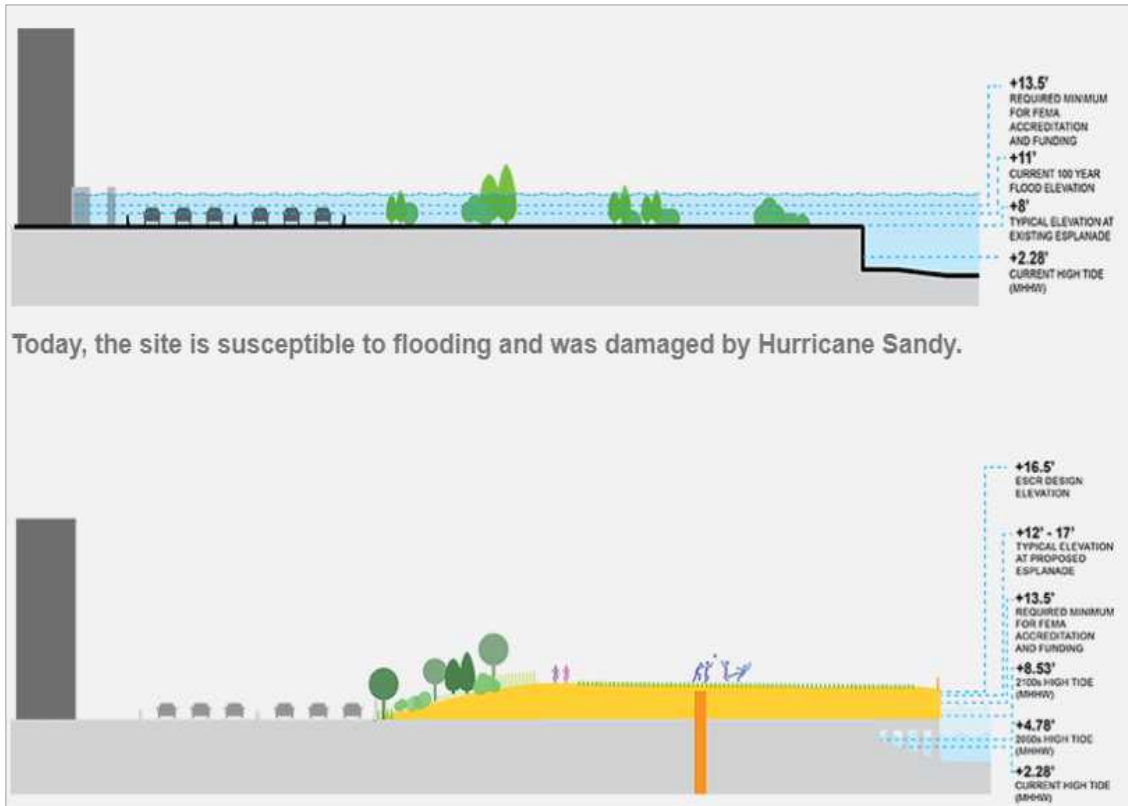 +13.5'
REQUIRED MINIMUM
FOR FEMA
ACCREDITATION
AND FUNDING
+11'
CURRENT 100 YEAR
FLOOD ELEVATION
+8'
TYPICAL ELEVATION AT
EXISTING ESPLANADE
+2.28'
CURRENT HIGH TIDE
(MHHW)
Today, the site is susceptible to flooding and was damaged by Hurricane Sandy.
+16.5'
ESCR DESIGN
ELEVATION
+12' - 17'
TYPICAL ELEVATION
AT PROPOSED
ESPLANADE
+13.5'
REQUIRED MINIMUM
FOR FEMA
ACCREDITATION
AND FUNDING
+8.53'
2100s HIGH TIDE
(MHHW)
+4.78'
2050s HIGH TIDE
(MHHW)
+2.28'
CURRENT HIGH TIDE
(MHHW)